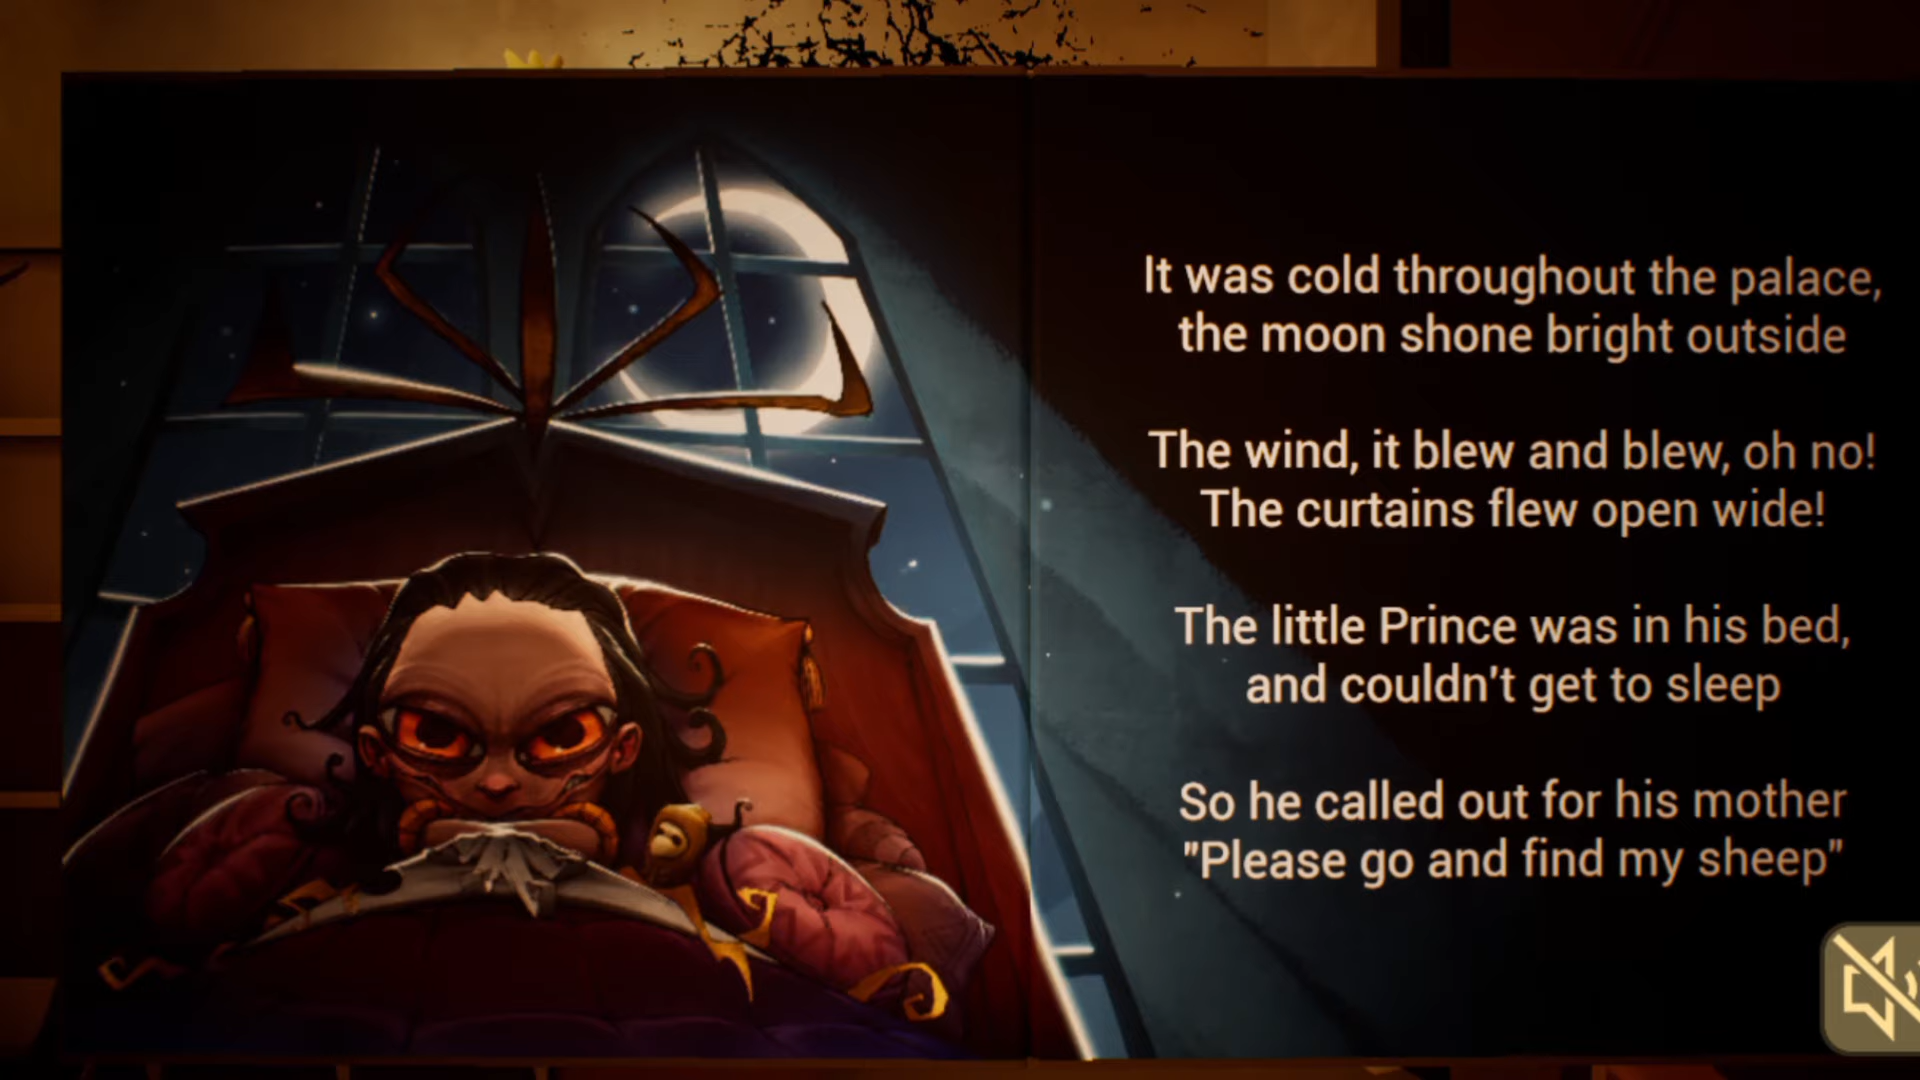 It was cold throughout the palace,
the moon shone bright outside
The wind, it blew and blew, oh no!
The curtains flew open wide!
The little Prince was in his bed,
and couldn't get to sleep
So he called out for his mother
"Please go and find my sheep"